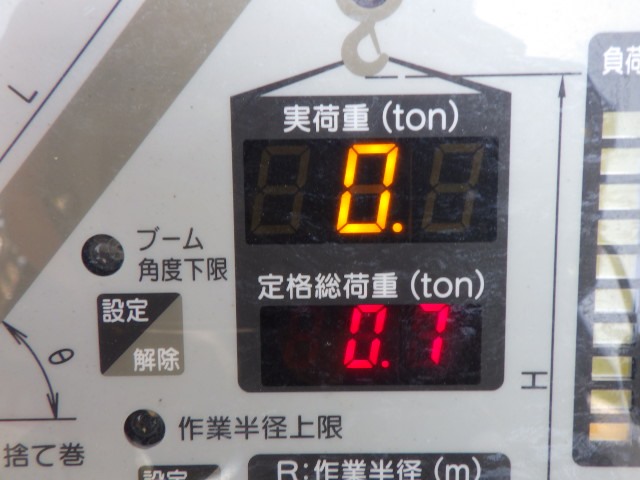 L
負荷
実荷重(ton)
0.
ブーム
角度下限
定格総荷重(ton)
0.7
設定
解除
θ
H
作業半径上限
捨て巻
設定
R:作業半径(m)